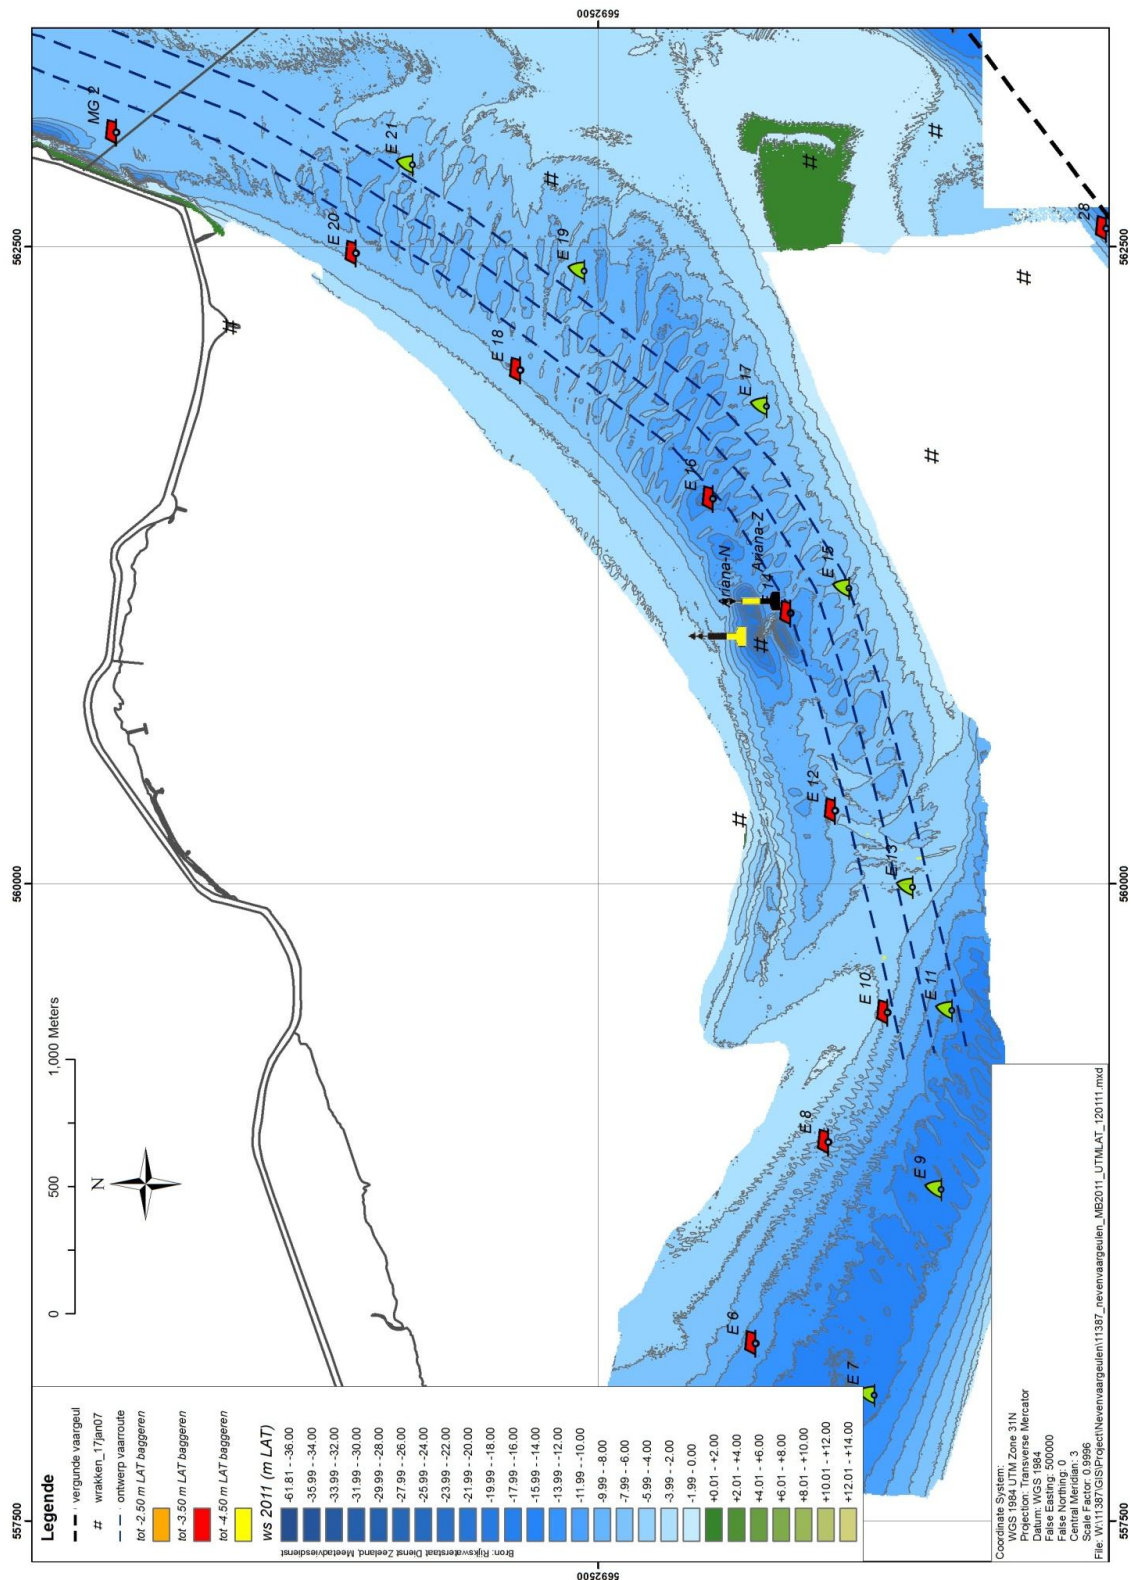 5692500
562500
560000
557500
MG 2
E 21
E 20
E 19
E 18
E 17
E 16
Ariana-N
Ariana-Z
E 14
E 15
E 12
E 13
E 10
E 11
E 8
E 9
E 6
E 7
28
#
#
#
#
#
#
#
#
#
N
0
500
1,000 Meters
Legende
vergunde vaargeul
# wrakken_17jan07
ontwerp vaarroute
tot -2.50 m LAT baggeren
tot -3.50 m LAT baggeren
tot -4.50 m LAT baggeren
ws 2011 (m LAT)
-61.81 - -36.00
-35.99 - -34.00
-33.99 - -32.00
-31.99 - -30.00
-29.99 - -28.00
-27.99 - -26.00
-25.99 - -24.00
-23.99 - -22.00
-21.99 - -20.00
-19.99 - -18.00
-17.99 - -16.00
-15.99 - -14.00
-13.99 - -12.00
-11.99 - -10.00
-9.99 - -8.00
-7.99 - -6.00
-5.99 - -4.00
-3.99 - -2.00
-1.99 - 0.00
+0.01 - +2.00
+2.01 - +4.00
+4.01 - +6.00
+6.01 - +8.00
+8.01 - +10.00
+10.01 - +12.00
+12.01 - +14.00
Bron: Rijkswaterstaat Dienst Zeeland, Meetadviesdienst
Coordinate System:
WGS 1984 UTM Zone 31N
Projection: Transverse Mercator
Datum: WGS 1984
False Easting: 500000
False Northing: 0
Central Meridian: 3
Scale Factor: 0.9996
File: W:\11387\GIS\Project\Nevenvaargeulen\11387_nevenvaargeulen_MB2011_UTMLAT_120111.mxd
557500
560000
562500
5692500